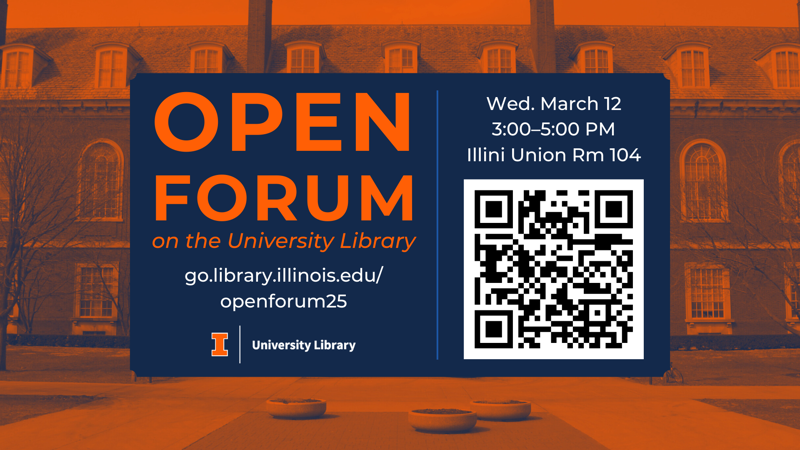 OPEN
FORUM
on the University Library
go.library.illinois.edu/
openforum25
I
University Library
Wed. March 12
3:00–5:00 PM
Illini Union Rm 104